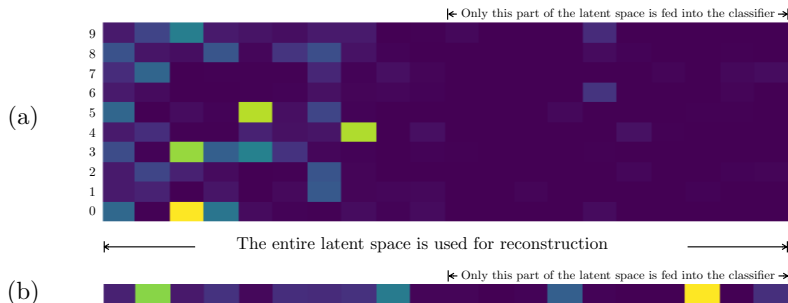 Only this part of the latent space is fed into the classifier
9
8
7
6
(a)
5
4
3
2
1
0
The entire latent space is used for reconstruction
Only this part of the latent space is fed into the classifier
(b)